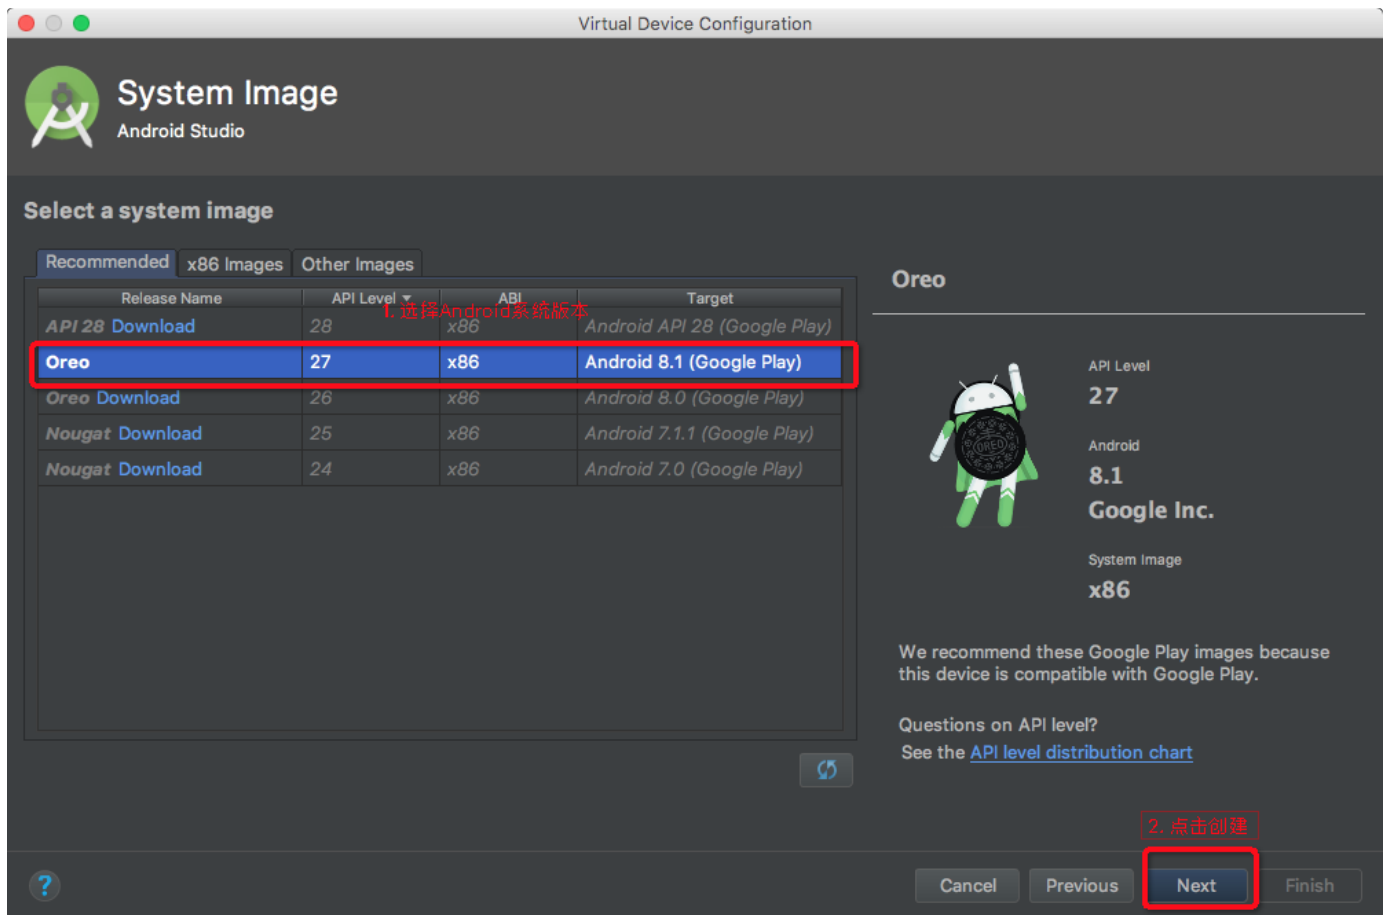 Virtual Device Configuration
System Image
Android Studio
Select a system image
Recommended x86 Images Other Images
Release Name API Level ABI Target
1. 选择Android系统版本
API 28 Download 28 x86 Android API 28 (Google Play)
Oreo 27 x86 Android 8.1 (Google Play)
Oreo Download 26 x86 Android 8.0 (Google Play)
Nougat Download 25 x86 Android 7.1.1 (Google Play)
Nougat Download 24 x86 Android 7.0 (Google Play)
Oreo
API Level
27
Android
8.1
Google Inc.
System Image
x86
OREO
We recommend these Google Play images because
this device is compatible with Google Play.
Questions on API level?
See the API level distribution chart
2. 点击创建
? Cancel Previous Next Finish